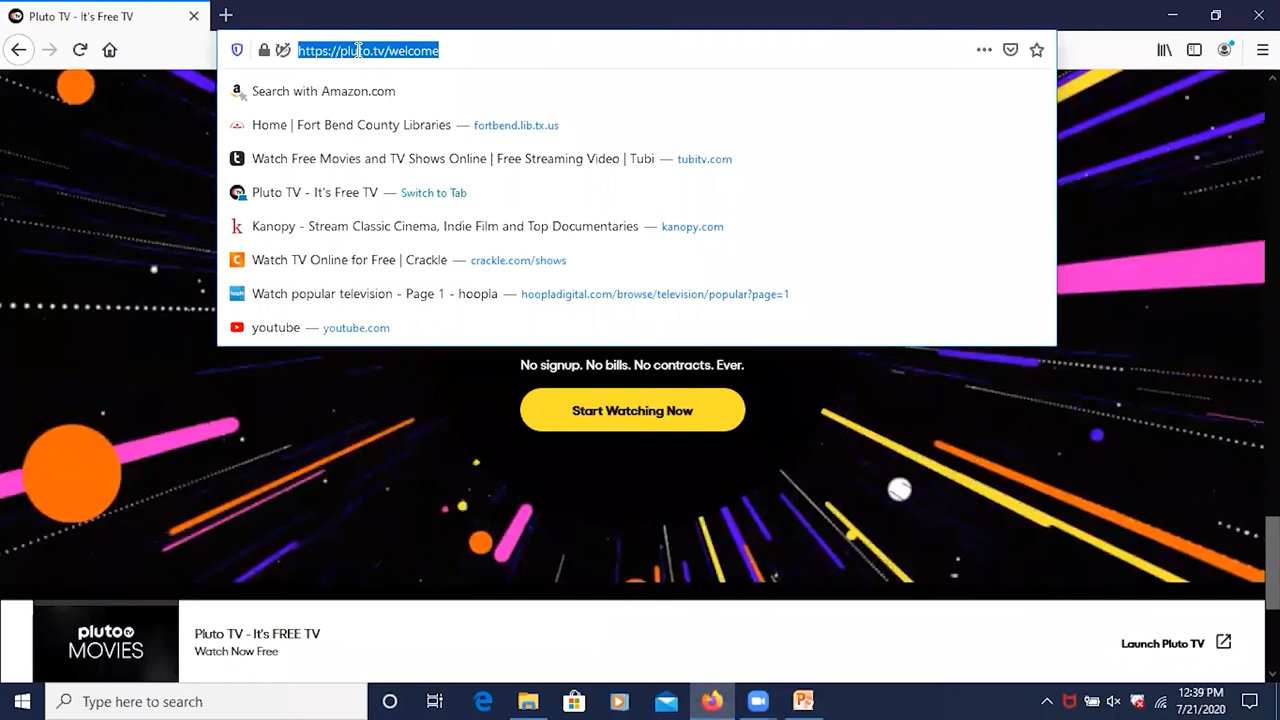 Pluto TV - It's Free TV
https://pluto.tv/welcome
Search with Amazon.com
Home | Fort Bend County Libraries — fortbend.lib.tx.us
Watch Free Movies and TV Shows Online | Free Streaming Video | Tubi — tubitv.com
Pluto TV - It's Free TV — Switch to Tab
Kanopy - Stream Classic Cinema, Indie Film and Top Documentaries — kanopy.com
Watch TV Online for Free | Crackle — crackle.com/shows
Watch popular television - Page 1 - hoopla — hoopladigital.com/browse/television/popular?page=1
youtube — youtube.com
No signup. No bills. No contracts. Ever.
Start Watching Now
pluto tv
MOVIES
Pluto TV - It's FREE TV
Watch Now Free
Launch Pluto TV
Type here to search
12:39 PM
7/21/2020